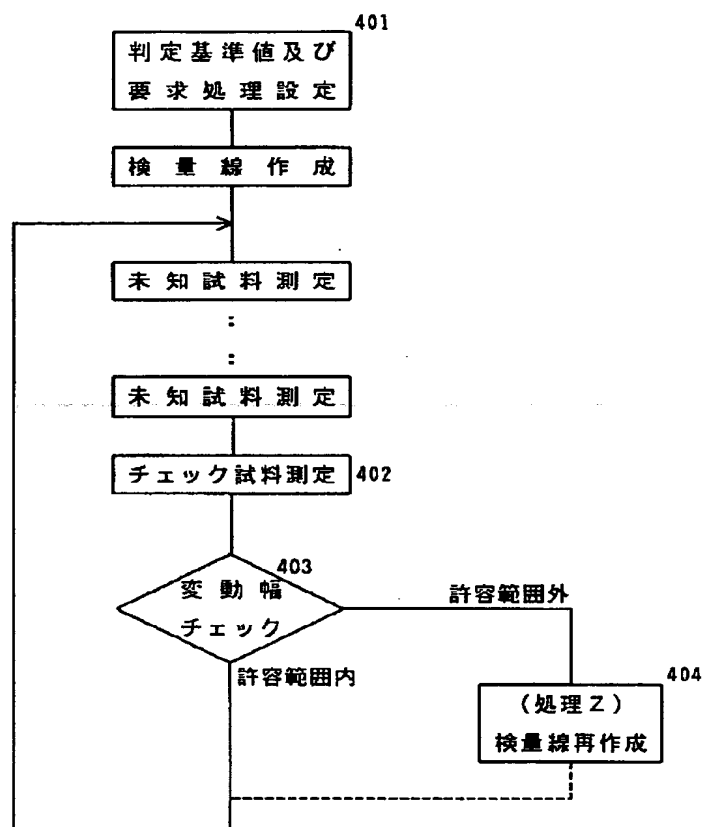 401
判定基準値及び
要求処理設定
検量線作成
未知試料測定
:
:
未知試料測定
チェック試料測定 402
403
変動幅
チェック
許容範囲外
許容範囲内
404
(処理Z)
検量線再作成